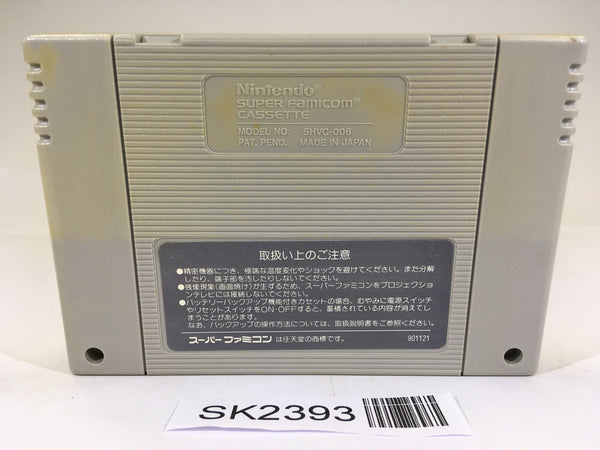 Nintendo®
SUPER FAMICOM®
CASSETTE
MODEL NO. SHVC-006
PAT. PEND. MADE IN JAPAN
取扱い上のご注意
●精密機器につき、極端な温度変化やショックを避けてください。また分解
したり、端子部を汚したりしないでください。
●残像現象(画面焼け)が生ずるため、スーパーファミコンをプロジェクショ
ンテレビには接続しないでください。
●バッテリーバックアップ機能付きカセットの場合、むやみに電源スイッチ
やリセットスイッチをON・OFFすると、蓄積されている内容が消えてし
まうことがあります。
なお、バックアップの操作方法については、取扱説明書をご参照ください。
スーパーファミコンは任天堂の商標です。 901121
SK2393